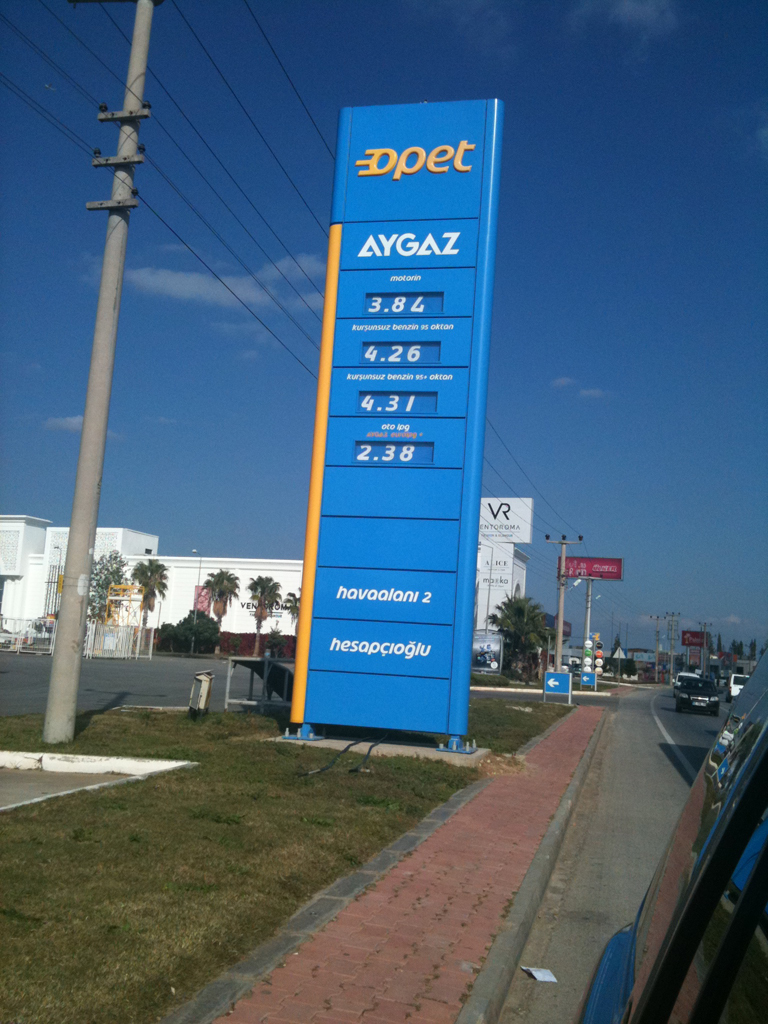 opet
AYGAZ
motorin
3.84
kurşunsuz benzin 95 oktan
4.26
kurşunsuz benzin 95+ oktan
4.31
oto lpg
2.38
havaalanı 2
hesapçıoğlu
VR